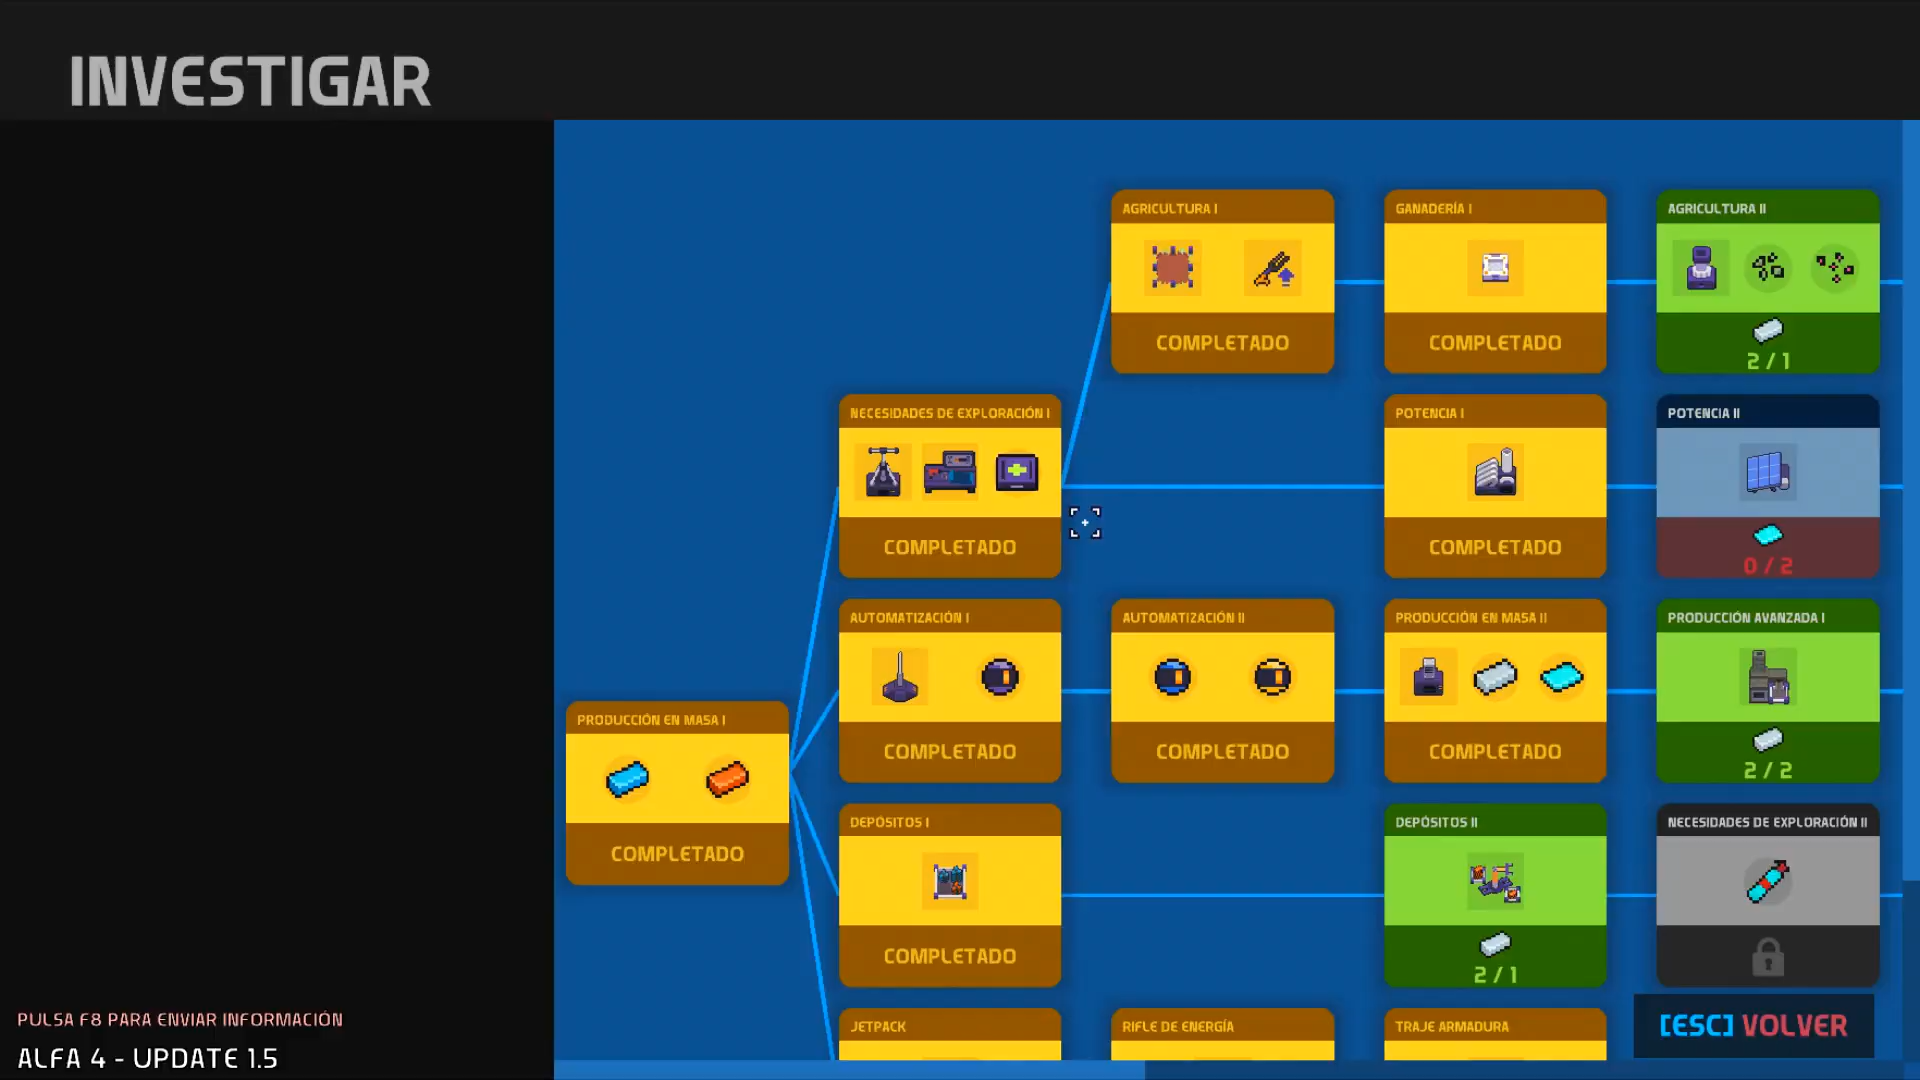 INVESTIGAR
AGRICULTURA I
GANADERÍA I
AGRICULTURA II
COMPLETADO
COMPLETADO
2 / 1
NECESIDADES DE EXPLORACIÓN I
POTENCIA I
POTENCIA II
COMPLETADO
COMPLETADO
0 / 2
AUTOMATIZACIÓN I
AUTOMATIZACIÓN II
PRODUCCIÓN EN MASA II
PRODUCCIÓN AVANZADA I
COMPLETADO
COMPLETADO
COMPLETADO
2 / 2
PRODUCCIÓN EN MASA I
COMPLETADO
DEPÓSITOS I
DEPÓSITOS II
NECESIDADES DE EXPLORACIÓN II
COMPLETADO
2 / 1
JETPACK
RIFLE DE ENERGÍA
TRAJE ARMADURA
[ESC] VOLVER
PULSA F8 PARA ENVIAR INFORMACIÓN
ALFA 4 - UPDATE 1.5